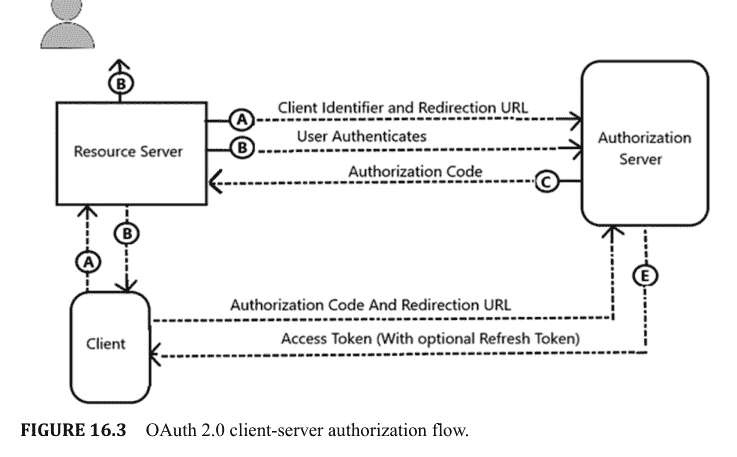 B
A
Client Identifier and Redirection URL
B
User Authenticates
Resource Server
Authorization
Server
Authorization Code
C
B
A
E
Authorization Code And Redirection URL
Client
Access Token (With optional Refresh Token)
FIGURE 16.3 OAuth 2.0 client-server authorization flow.